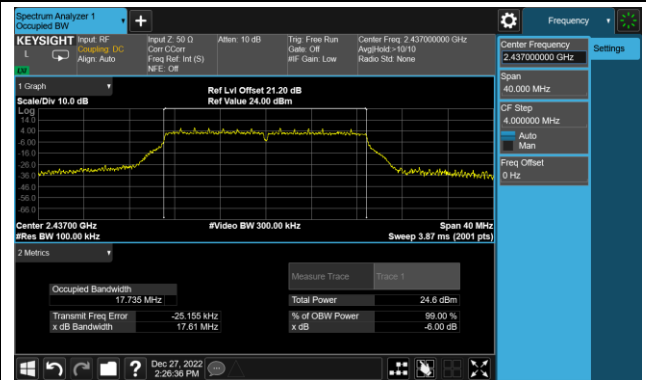 Spectrum Analyzer 1
Occupied BW
Frequency
KEYSIGHT
L
Input: RF
Coupling: DC
Align: Auto
Input Z: 50 Ω
Corr CCorr
Freq Ref: Int (S)
NFE: Off
Atten: 10 dB
Trig: Free Run
Gate: Off
#IF Gain: Low
Center Freq: 2.437000000 GHz
Avg|Hold:>10/10
Radio Std: None
Center Frequency
2.437000000 GHz
Settings
Span
40.000 MHz
CF Step
4.000000 MHz
Auto
Man
Freq Offset
0 Hz
1 Graph
Scale/Div 10.0 dB
Ref Lvl Offset 21.20 dB
Ref Value 24.00 dBm
Log
14.0
4.00
-6.00
-16.0
-26.0
-36.0
-46.0
-56.0
-66.0
Center 2.43700 GHz
#Res BW 100.00 kHz
#Video BW 300.00 kHz
Span 40 MHz
Sweep 3.87 ms (2001 pts)
2 Metrics
Measure Trace
Trace 1
Occupied Bandwidth
17.735 MHz
Total Power
24.6 dBm
Transmit Freq Error
-25.155 kHz
% of OBW Power
99.00 %
x dB Bandwidth
17.61 MHz
x dB
-6.00 dB
?
Dec 27, 2022
2:26:36 PM